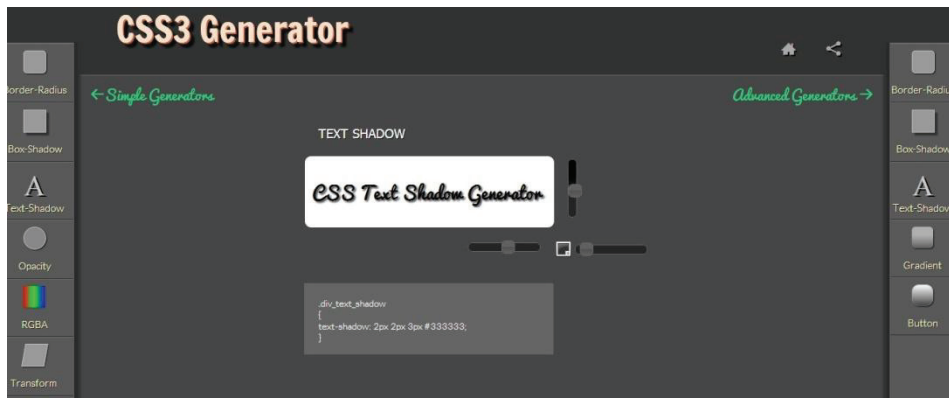 CSS3 Generator
←Simple Generators
Advanced Generators→
Border-Radius
Box-Shadow
Text-Shadow
Opacity
RGBA
Transform
TEXT SHADOW
CSS Text Shadow Generator
.div_text_shadow
{
text-shadow: 2px 2px 3px #333333;
}
Border-Radiu
Box-Shadow
Text-Shadow
Gradient
Button